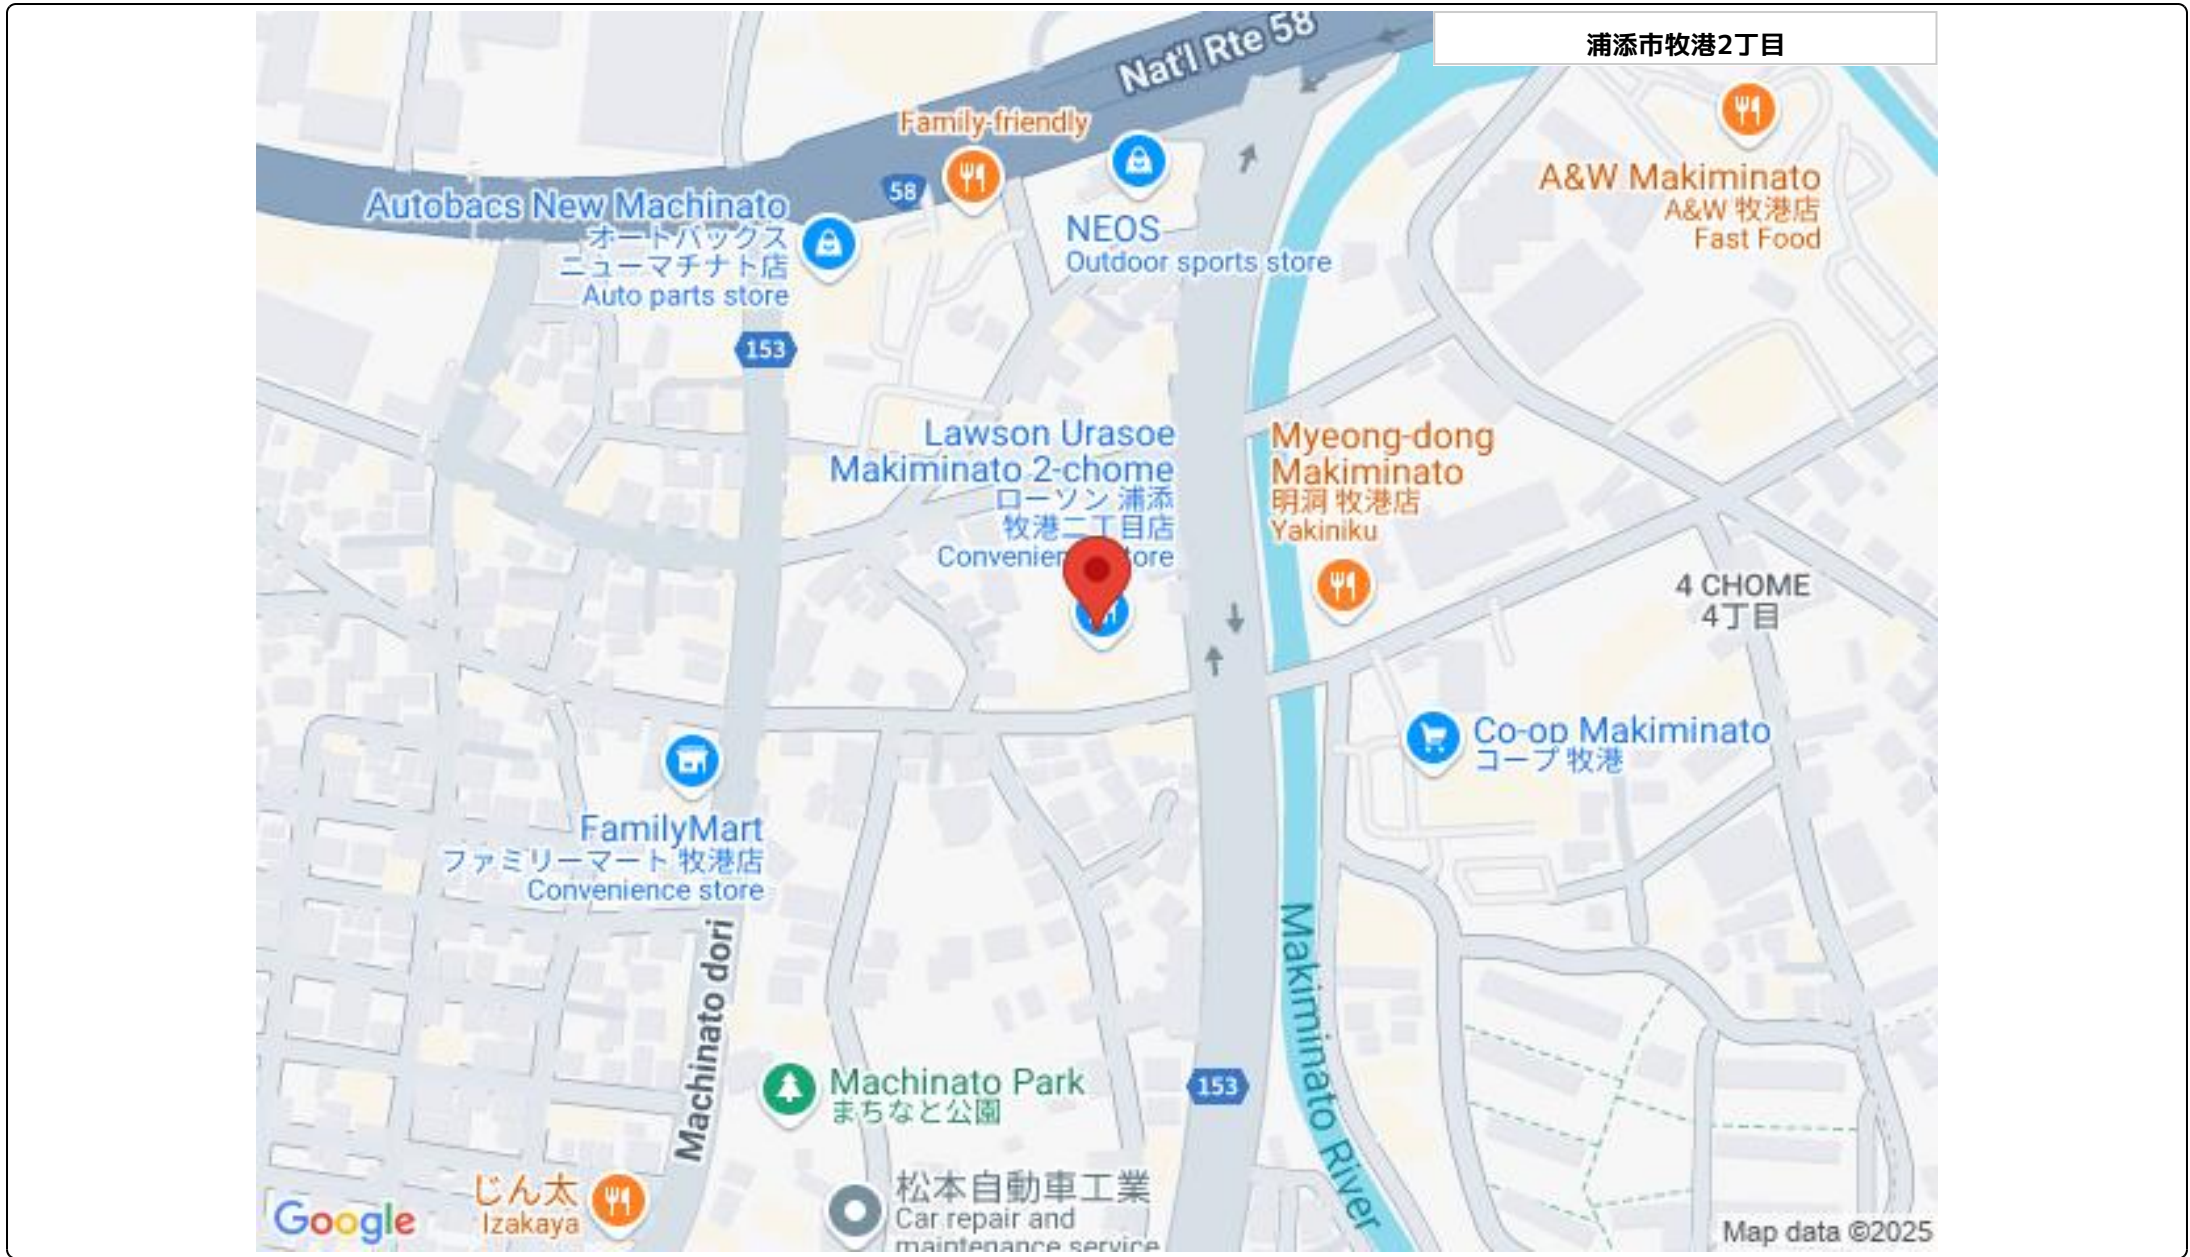 浦添市牧港2丁目
Nat'l Rte 58
Family-friendly
58
Autobacs New Machinato
オートバックス
ニューマチナト店
Auto parts store
NEOS
Outdoor sports store
A&W Makiminato
A&W 牧港店
Fast Food
153
Lawson Urasoe
Makiminato 2-chome
ローソン 浦添
牧港二丁目店
Myeong-dong
Makiminato
明洞 牧港店
Yakiniku
4 CHOME
4丁目
Co-op Makiminato
コープ 牧港
FamilyMart
ファミリーマート 牧港店
Convenience store
Machinato dori
Makiminato River
Machinato Park
まちなと公園
153
じん太
Izakaya
松本自動車工業
Car repair and
maintenance service
Google
Map data ©2025